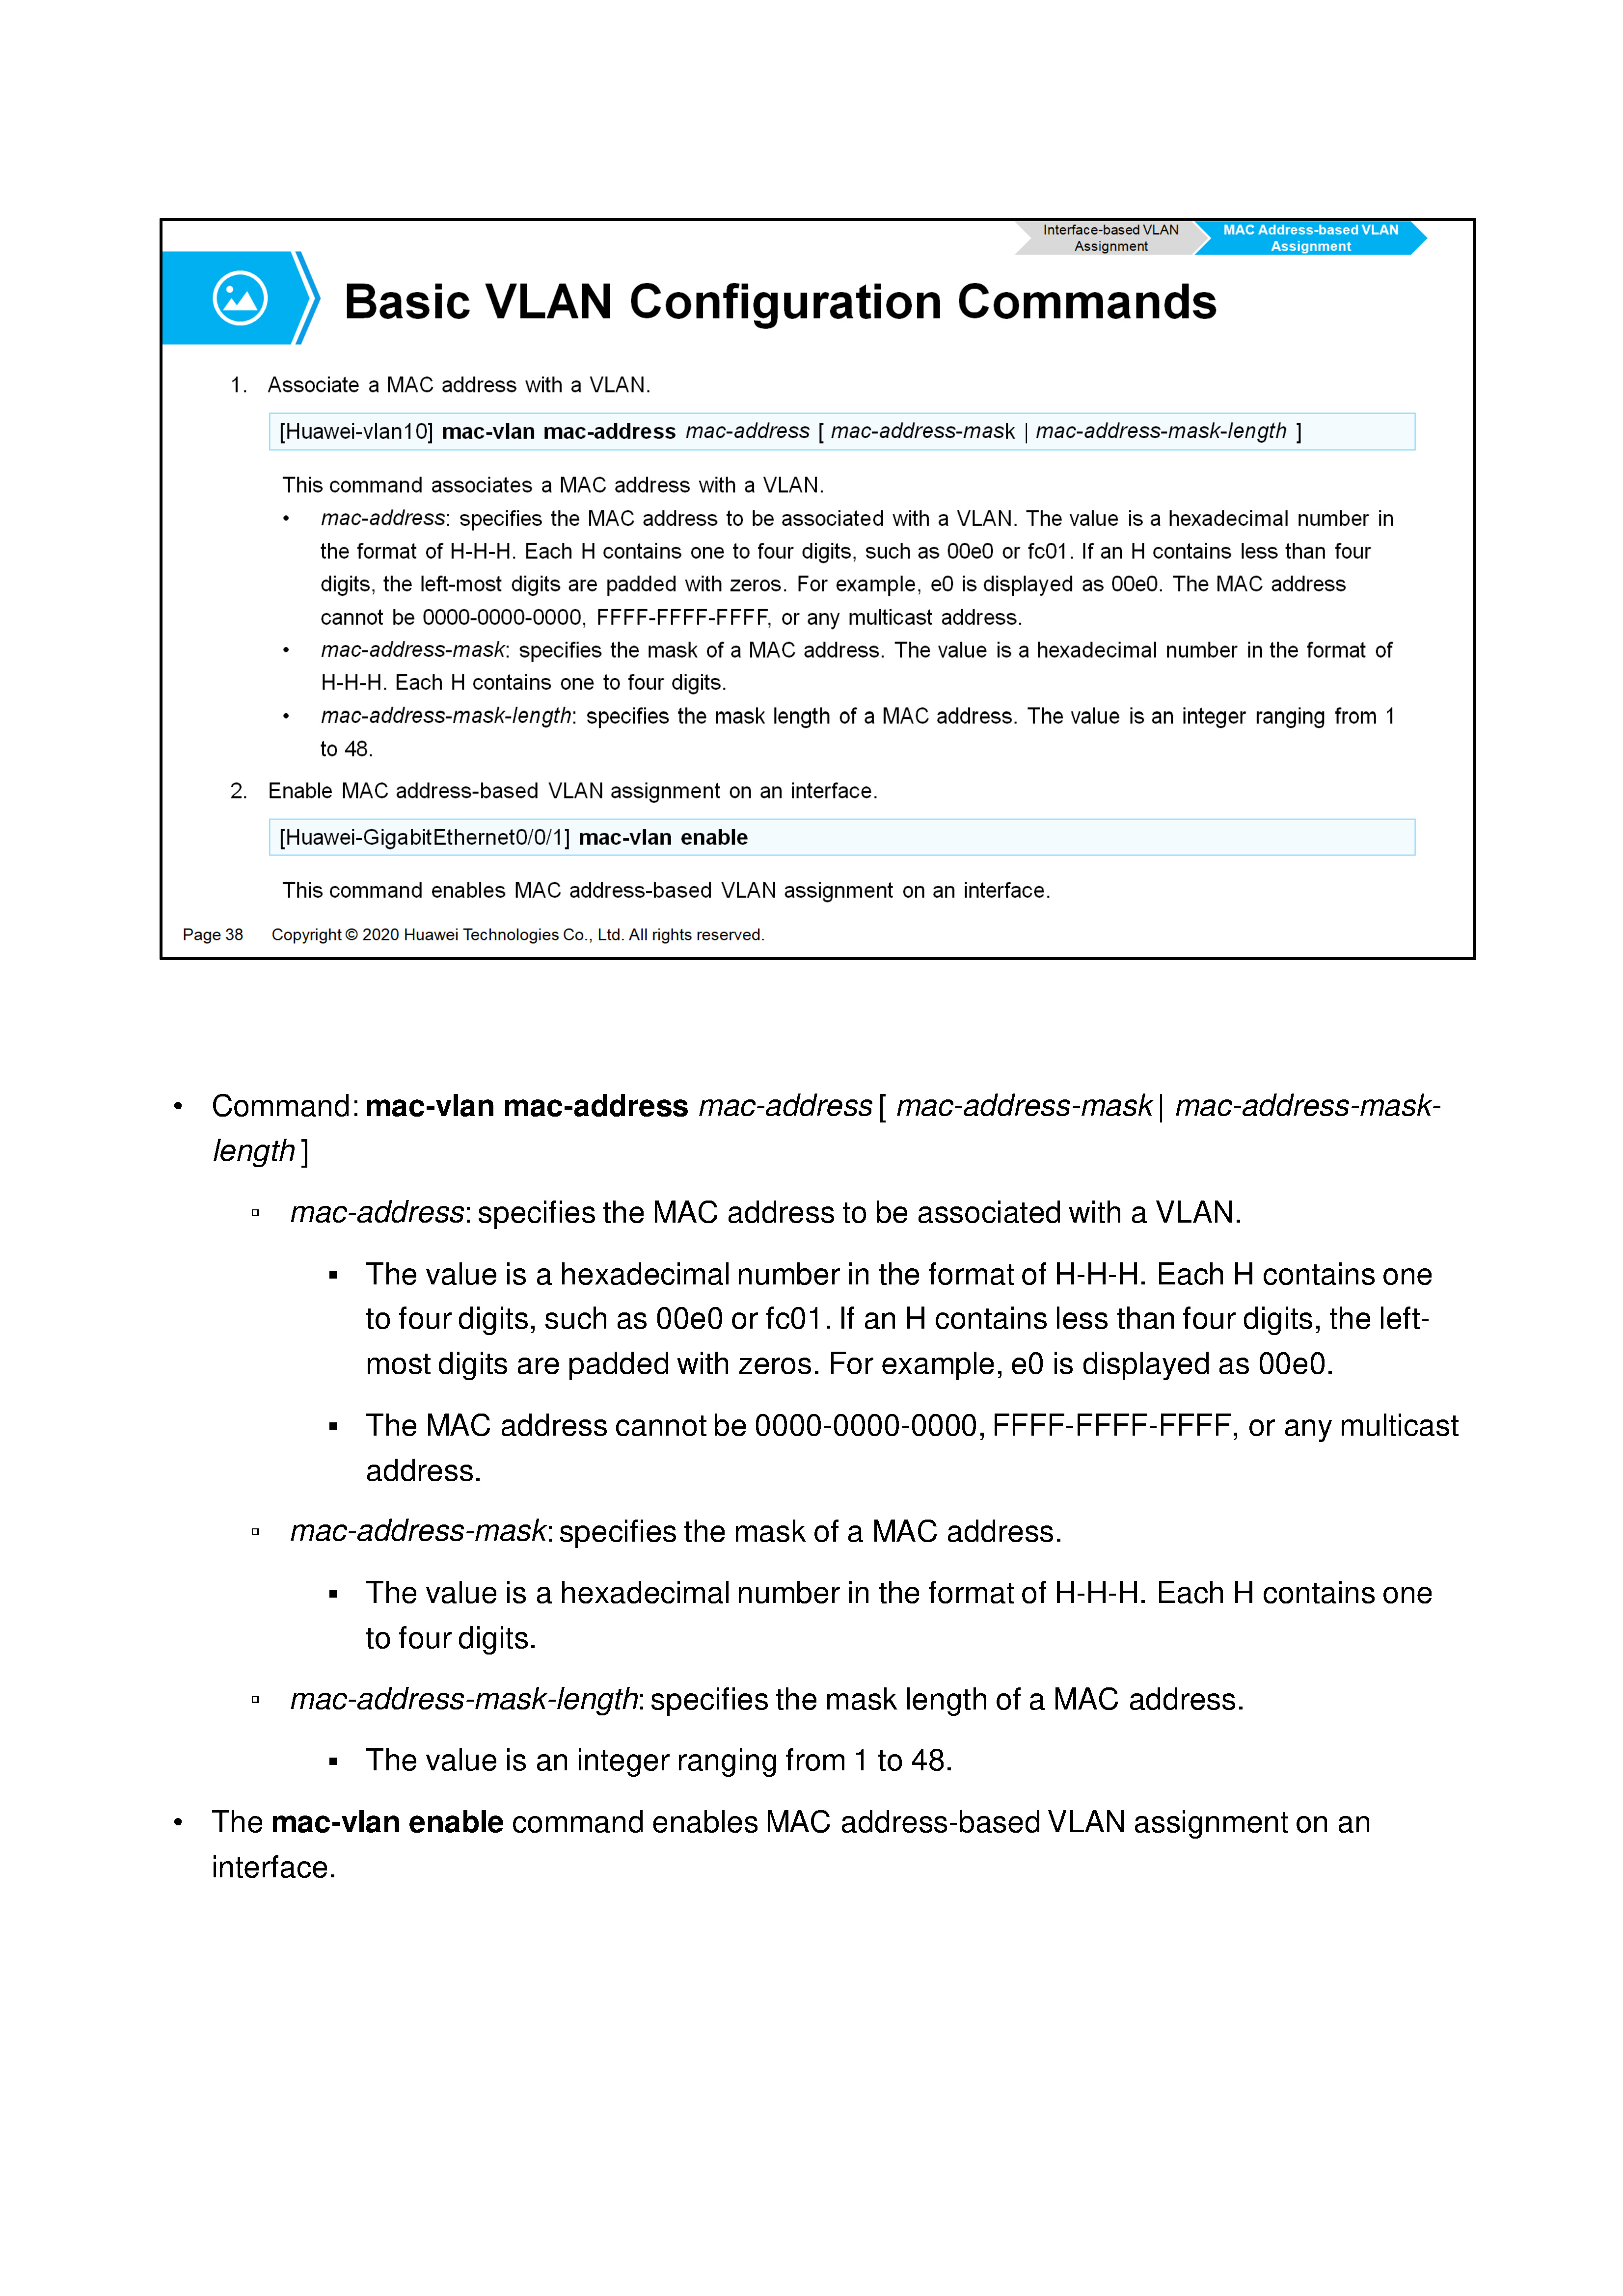 Interface-based VLAN
Assignment
MAC Address-based VLAN
Assignment
Basic VLAN Configuration Commands
1. Associate a MAC address with a VLAN.
[Huawei-vlan10] mac-vlan mac-address mac-address [ mac-address-mask | mac-address-mask-length ]
This command associates a MAC address with a VLAN.
• mac-address: specifies the MAC address to be associated with a VLAN. The value is a hexadecimal number in
the format of H-H-H. Each H contains one to four digits, such as 00e0 or fc01. If an H contains less than four
digits, the left-most digits are padded with zeros. For example, e0 is displayed as 00e0. The MAC address
cannot be 0000-0000-0000, FFFF-FFFF-FFFF, or any multicast address.
• mac-address-mask: specifies the mask of a MAC address. The value is a hexadecimal number in the format of
H-H-H. Each H contains one to four digits.
• mac-address-mask-length: specifies the mask length of a MAC address. The value is an integer ranging from 1
to 48.
2. Enable MAC address-based VLAN assignment on an interface.
[Huawei-GigabitEthernet0/0/1] mac-vlan enable
This command enables MAC address-based VLAN assignment on an interface.
Page 38 Copyright © 2020 Huawei Technologies Co., Ltd. All rights reserved.
• Command: mac-vlan mac-address mac-address [ mac-address-mask | mac-address-mask-
length ]
▫ mac-address: specifies the MAC address to be associated with a VLAN.
▪ The value is a hexadecimal number in the format of H-H-H. Each H contains one
to four digits, such as 00e0 or fc01. If an H contains less than four digits, the left-
most digits are padded with zeros. For example, e0 is displayed as 00e0.
▪ The MAC address cannot be 0000-0000-0000, FFFF-FFFF-FFFF, or any multicast
address.
▫ mac-address-mask: specifies the mask of a MAC address.
▪ The value is a hexadecimal number in the format of H-H-H. Each H contains one
to four digits.
▫ mac-address-mask-length: specifies the mask length of a MAC address.
▪ The value is an integer ranging from 1 to 48.
• The mac-vlan enable command enables MAC address-based VLAN assignment on an
interface.